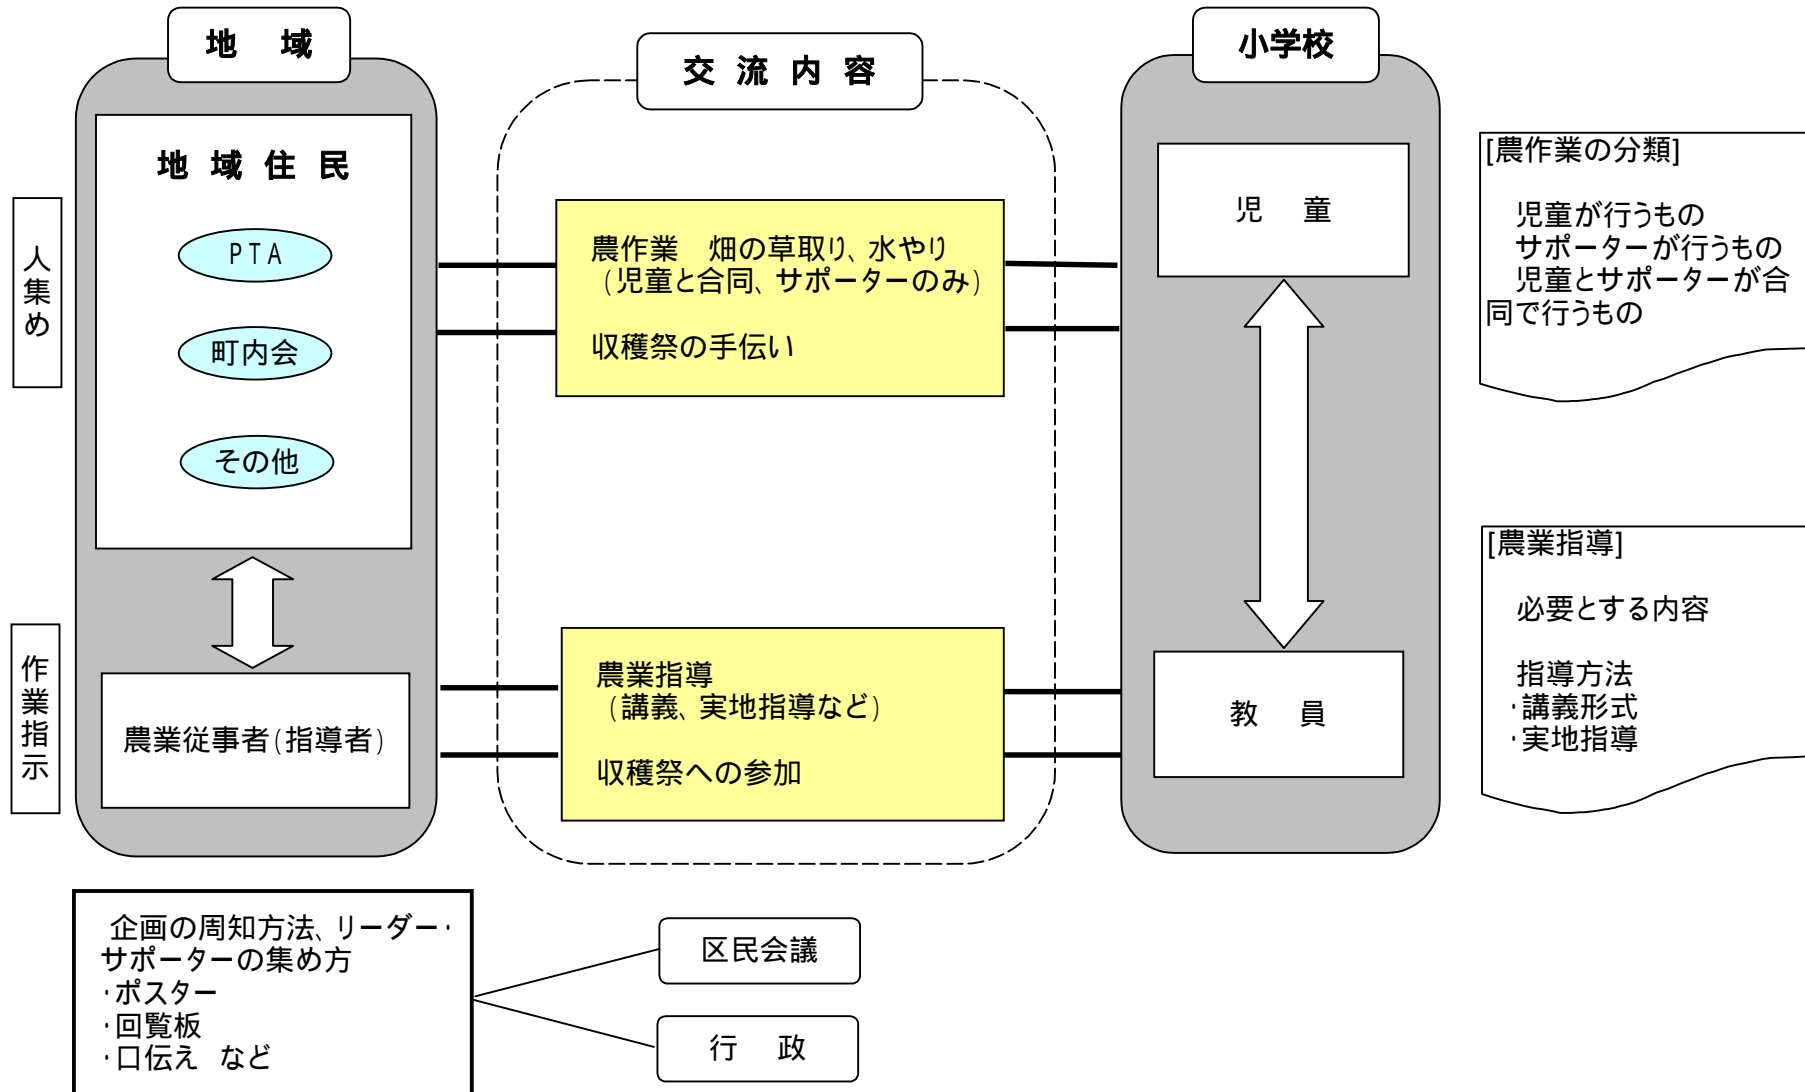 地 域
交 流 内 容
小学校
人集め
地 域 住 民
PTA
町内会
その他
農作業 畑の草取り、水やり
(児童と合同、サポーターのみ)
収穫祭の手伝い
児 童
[農作業の分類]
児童が行うもの
サポーターが行うもの
児童とサポーターが合
同で行うもの
作業指示
農業従事者(指導者)
農業指導
(講義、実地指導など)
収穫祭への参加
教 員
[農業指導]
必要とする内容
指導方法
・講義形式
・実地指導
企画の周知方法、リーダー・
サポーターの集め方
・ポスター
・回覧板
・口伝え など
区民会議
行 政